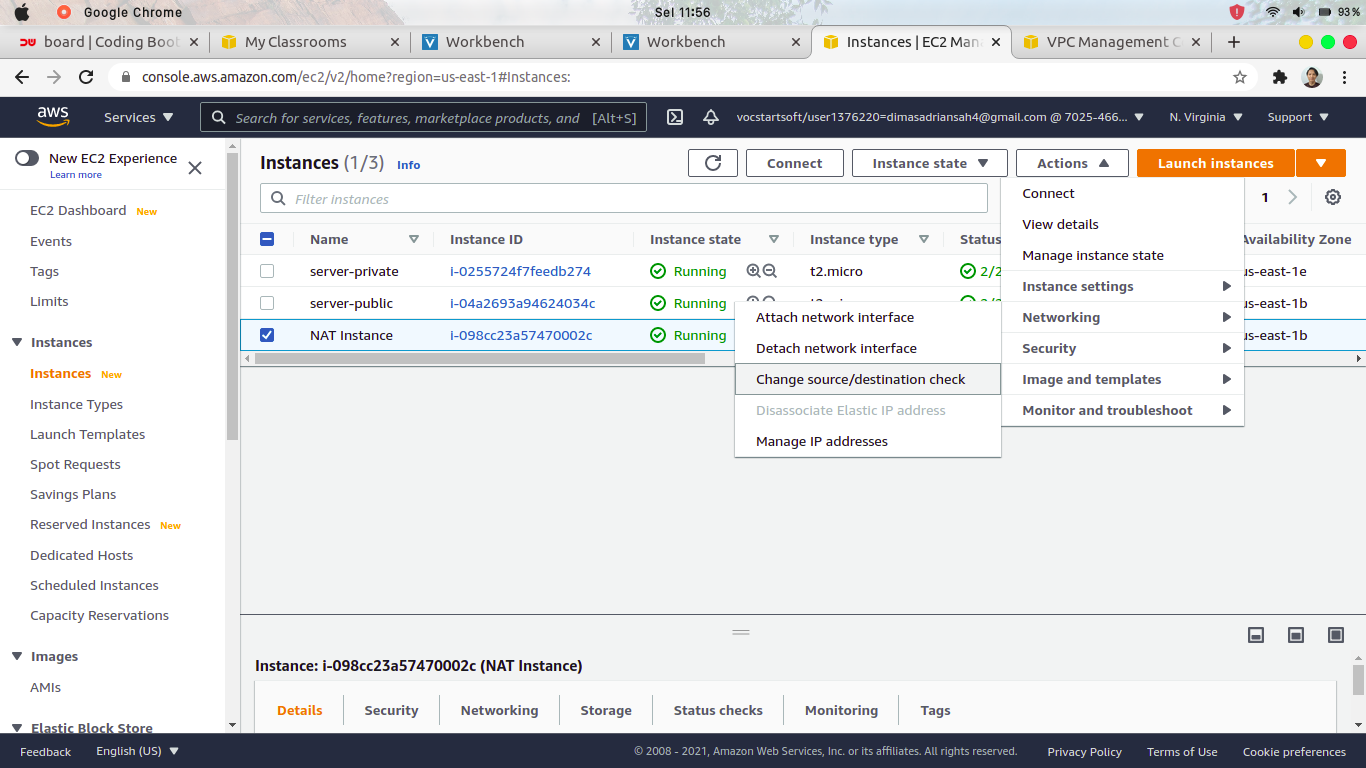 Google Chrome Sel 11:56 93%
board | Coding Boot My Classrooms Workbench Workbench Instances | EC2 Man VPC Management C
console.aws.amazon.com/ec2/v2/home?region=us-east-1#Instances:
aws Services Search for services, features, marketplace products, and [Alt+S] vocstartsoft/user1376220=dimasadriansah4@gmail.com @ 7025-466... N. Virginia Support
New EC2 Experience
Learn more
EC2 Dashboard New
Events
Tags
Limits
Instances
Instances New
Instance Types
Launch Templates
Spot Requests
Savings Plans
Reserved Instances New
Dedicated Hosts
Scheduled Instances
Capacity Reservations
Images
AMIs
Elastic Block Store
Instances (1/3) Info Connect Instance state Actions Launch instances
Filter instances 1
Name Instance ID Instance state Instance type Status Availability Zone
server-private i-0255724f7feedb274 Running t2.micro 2/2 us-east-1e
server-public i-04a2693a94624034c Running us-east-1b
NAT Instance i-098cc23a57470002c Running us-east-1b
Connect
View details
Manage instance state
Instance settings
Networking
Security
Image and templates
Monitor and troubleshoot
Attach network interface
Detach network interface
Change source/destination check
Disassociate Elastic IP address
Manage IP addresses
Instance: i-098cc23a57470002c (NAT Instance)
Details Security Networking Storage Status checks Monitoring Tags
Feedback English (US) © 2008 - 2021, Amazon Web Services, Inc. or its affiliates. All rights reserved. Privacy Policy Terms of Use Cookie preferences